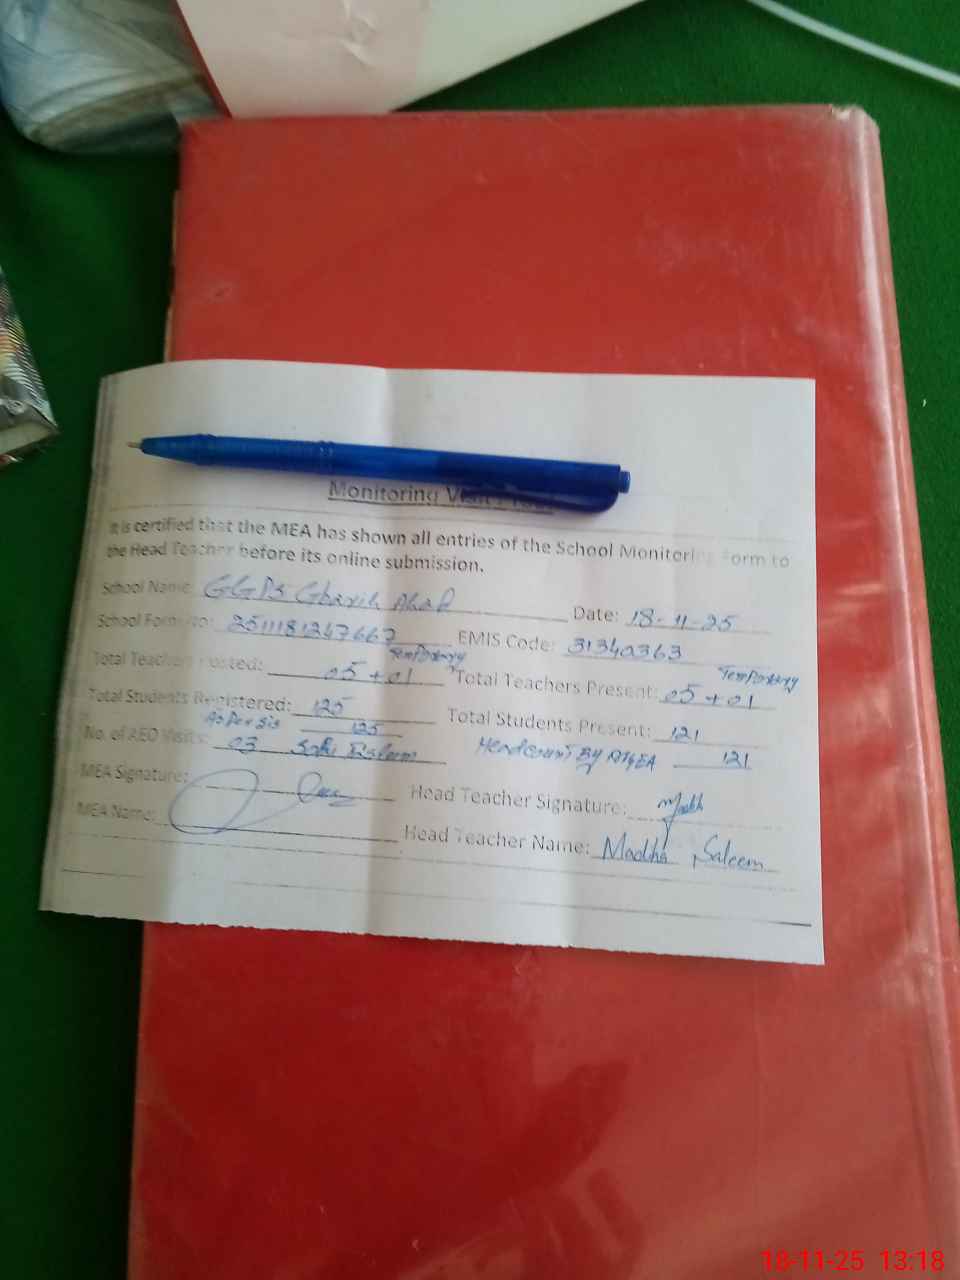 Monitoring Visit
It is certified that the MEA has shown all entries of the School Monitoring Form to
the Head Teacher before its online submission.
School Name: GGPS Gharib Abad Date: 18-11-25
School Form No: 2511181247667 EMIS Code: 31340363
Temporary Temporary
Total Teachers Posted: 05 + 01 Total Teachers Present: 05 + 01
Total Students Registered: 125 Total Students Present: 121
As Per Sis 125 Headcount By MEA 121
No. of AEO Visits: 03
MEA Signature: Head Teacher Signature:
MEA Name: Head Teacher Name: Madiha Saleem
18-11-25 13:18